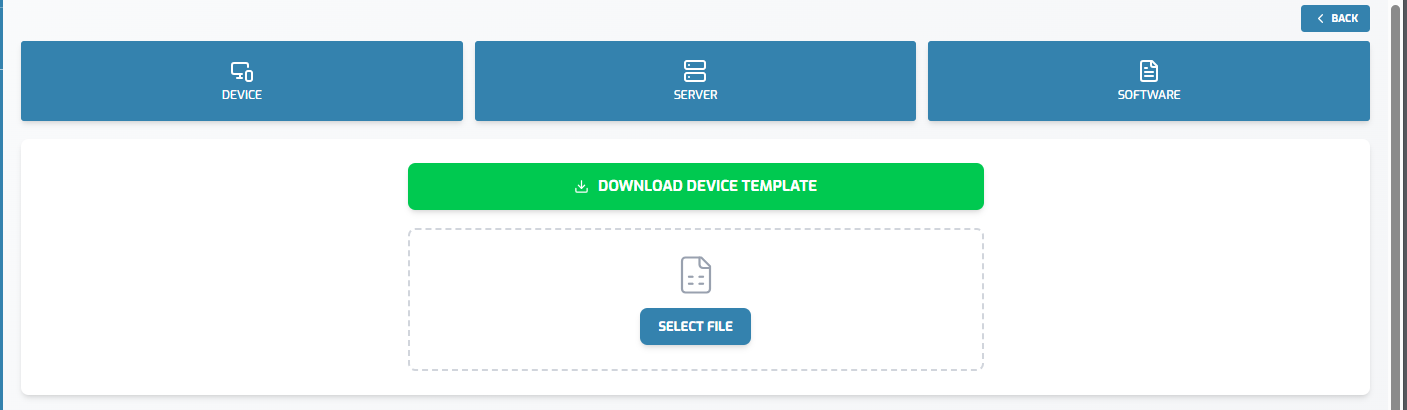 BACK
DEVICE
SERVER
SOFTWARE
DOWNLOAD DEVICE TEMPLATE
SELECT FILE